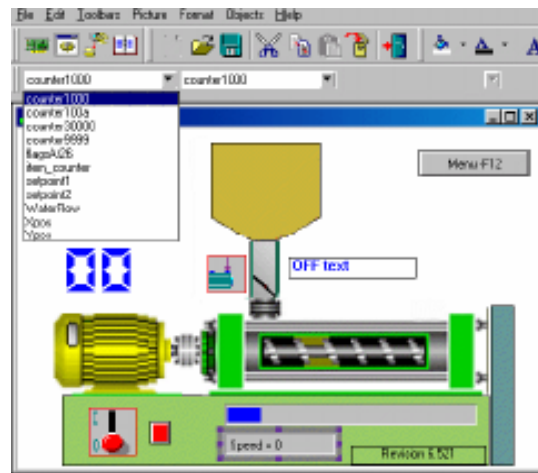 File Edit Toolbars Picture Format Objects Help
counter1000 counter1000
counter1000
counter100a
counter30000
counter9999
flagsAl26
item_counter
setpoint1
setpoint2
WaterFlow
Xpos
Ypos
Menu-F12
00
OFF text
Speed = 0
Revision 6.521